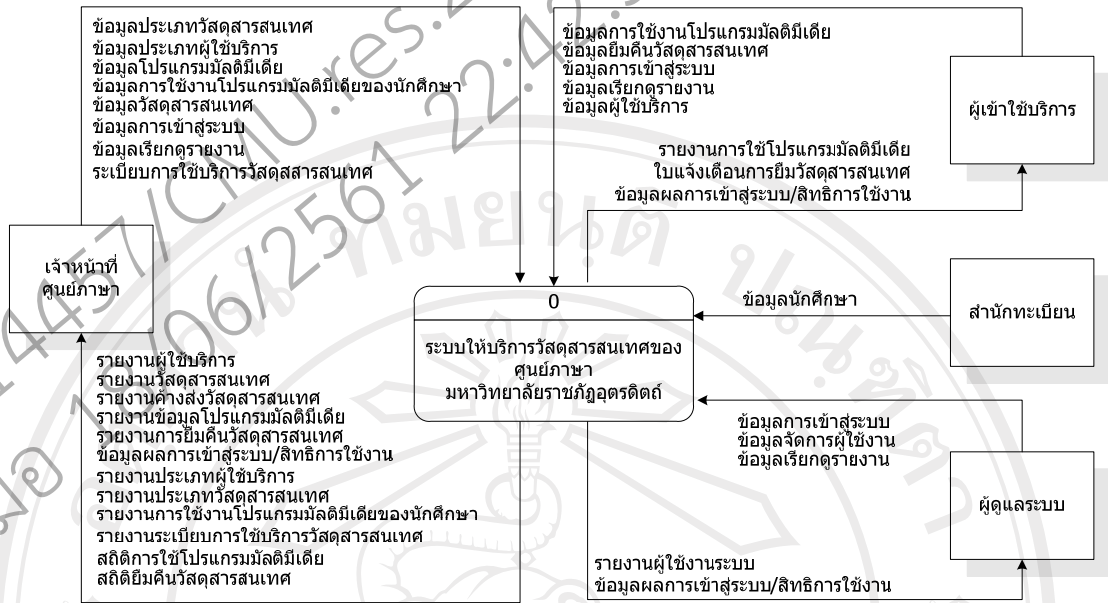 ข้อมูลประเภทวัสดุสารสนเทศ
ข้อมูลประเภทผู้ใช้บริการ
ข้อมูลโปรแกรมมัลติมีเดีย
ข้อมูลการใช้งานโปรแกรมมัลติมีเดียของนักศึกษา
ข้อมูลวัสดุสารสนเทศ
ข้อมูลการเข้าสู่ระบบ
ข้อมูลเรียกดูรายงาน
ระเบียบการใช้บริการวัสดุสสารสนเทศ
ข้อมูลการใช้งานโปรแกรมมัลติมีเดีย
ข้อมูลยืมคืนวัสดุสารสนเทศ
ข้อมูลการเข้าสู่ระบบ
ข้อมูลเรียกดูรายงาน
ข้อมูลผู้ใช้บริการ
ผู้เข้าใช้บริการ
รายงานการใช้โปรแกรมมัลติมีเดีย
ใบแจ้งเตือนการยืมวัสดุสารสนเทศ
ข้อมูลผลการเข้าสู่ระบบ/สิทธิการใช้งาน
เจ้าหน้าที่
ศูนย์ภาษา
0
ระบบให้บริการวัสดุสารสนเทศของ
ศูนย์ภาษา
มหาวิทยาลัยราชภัฏอุตรดิตถ์
ข้อมูลนักศึกษา
สำนักทะเบียน
รายงานผู้ใช้บริการ
รายงานวัสดุสารสนเทศ
รายงานค้างส่งวัสดุสารสนเทศ
รายงานข้อมูลโปรแกรมมัลติมีเดีย
รายงานการยืมคืนวัสดุสารสนเทศ
ข้อมูลผลการเข้าสู่ระบบ/สิทธิการใช้งาน
รายงานประเภทผู้ใช้บริการ
รายงานประเภทวัสดุสารสนเทศ
รายงานการใช้งานโปรแกรมมัลติมีเดียของนักศึกษา
รายงานระเบียบการใช้บริการวัสดุสารสนเทศ
สถิติการใช้โปรแกรมมัลติมีเดีย
สถิติยืมคืนวัสดุสารสนเทศ
ข้อมูลการเข้าสู่ระบบ
ข้อมูลจัดการผู้ใช้งาน
ข้อมูลเรียกดูรายงาน
ผู้ดูแลระบบ
รายงานผู้ใช้งานระบบ
ข้อมูลผลการเข้าสู่ระบบ/สิทธิการใช้งาน